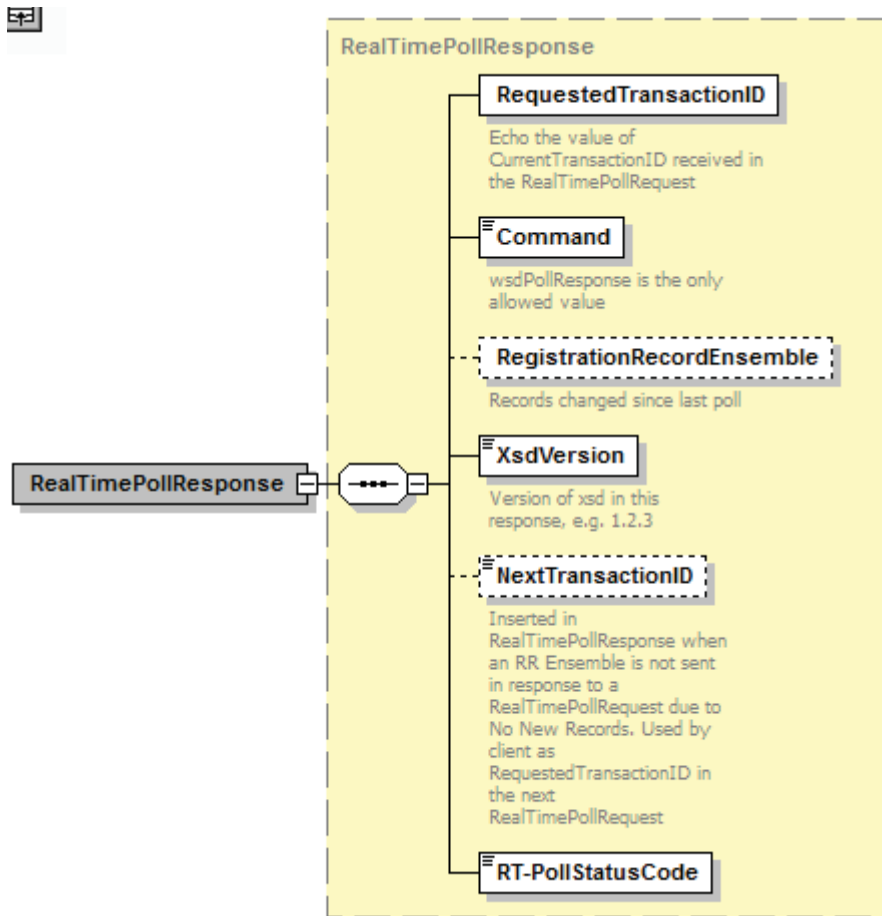 RealTimePollResponse
RequestedTransactionID
Echo the value of
CurrentTransactionID received in
the RealTimePollRequest
Command
wsdPollResponse is the only
allowed value
RegistrationRecordEnsemble
Records changed since last poll
XsdVersion
Version of xsd in this
response, e.g. 1.2.3
RealTimePollResponse
NextTransactionID
Inserted in
RealTimePollResponse when
an RR Ensemble is not sent
in response to a
RealTimePollRequest due to
No New Records. Used by
client as
RequestedTransactionID in
the next
RealTimePollRequest
RT-PollStatusCode